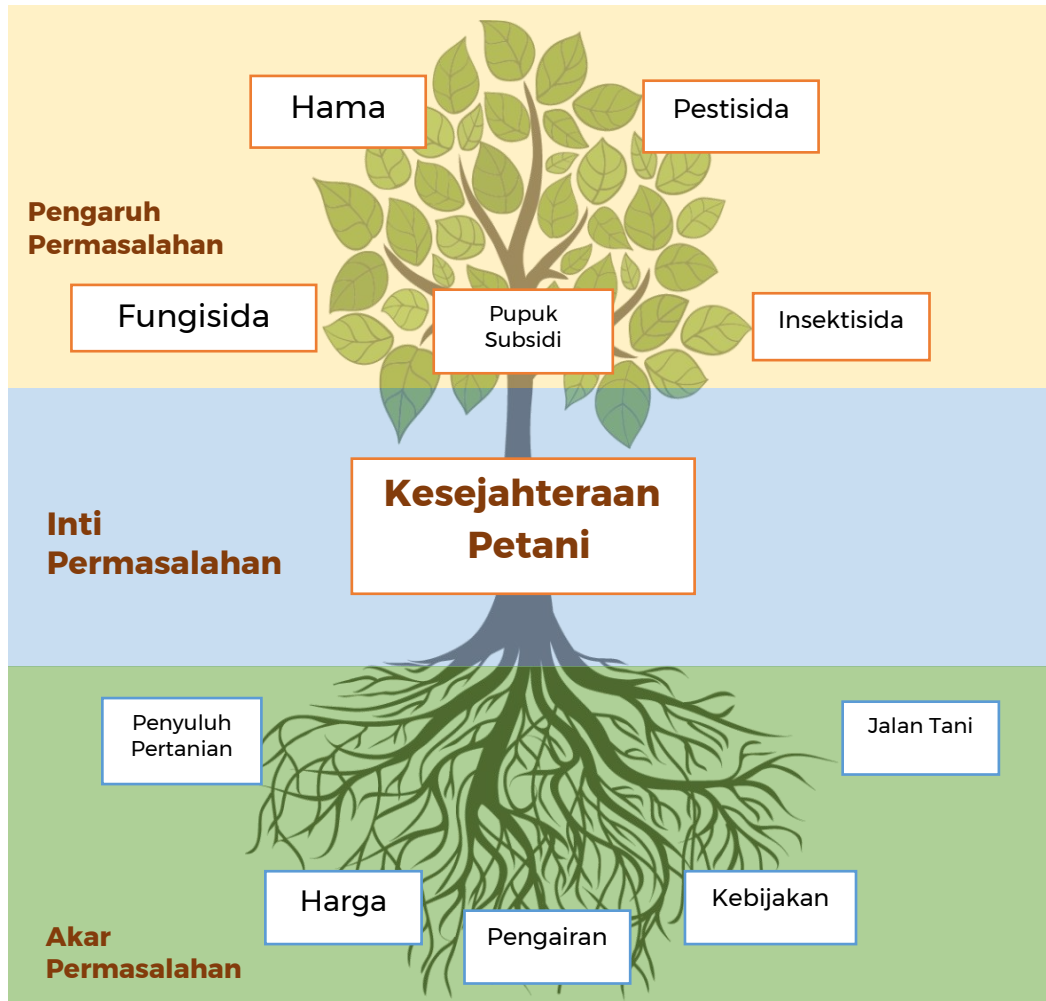 Hama
Pestisida
Pengaruh
Permasalahan
Fungisida
Pupuk
Subsidi
Insektisida
Kesejahteraan
Petani
Inti
Permasalahan
Penyuluh
Pertanian
Jalan Tani
Harga
Kebijakan
Pengairan
Akar
Permasalahan